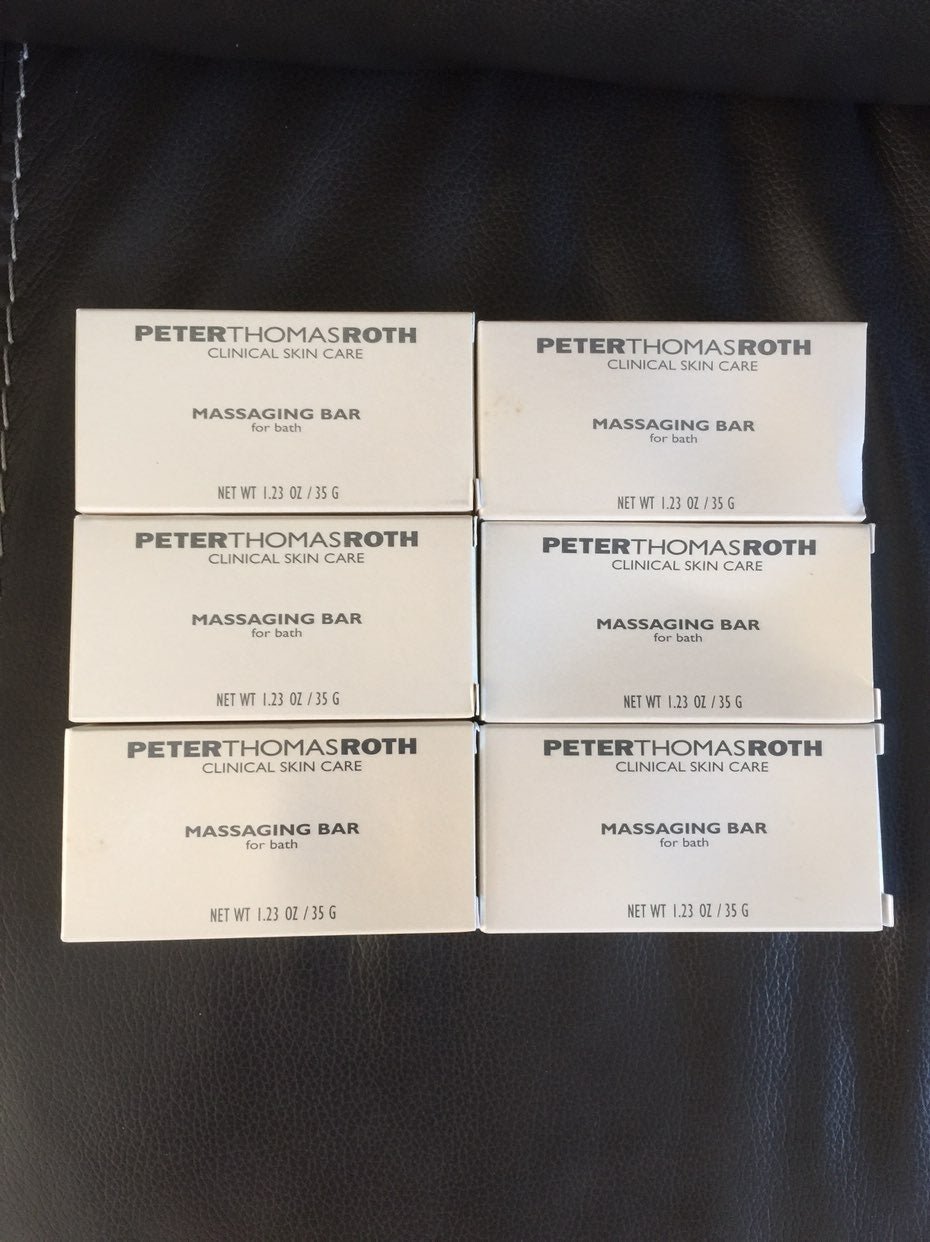 PETERTHOMASROTH
CLINICAL SKIN CARE
MASSAGING BAR
for bath
NET WT 1.23 OZ / 35 G
PETERTHOMASROTH
CLINICAL SKIN CARE
MASSAGING BAR
for bath
NET WT 1.23 OZ / 35 G
PETERTHOMASROTH
CLINICAL SKIN CARE
MASSAGING BAR
for bath
NET WT 1.23 OZ / 35 G
PETERTHOMASROTH
CLINICAL SKIN CARE
MASSAGING BAR
for bath
NET WT 1.23 OZ / 35 G
PETERTHOMASROTH
CLINICAL SKIN CARE
MASSAGING BAR
for bath
NET WT 1.23 OZ / 35 G
PETERTHOMASROTH
CLINICAL SKIN CARE
MASSAGING BAR
for bath
NET WT 1.23 OZ / 35 G